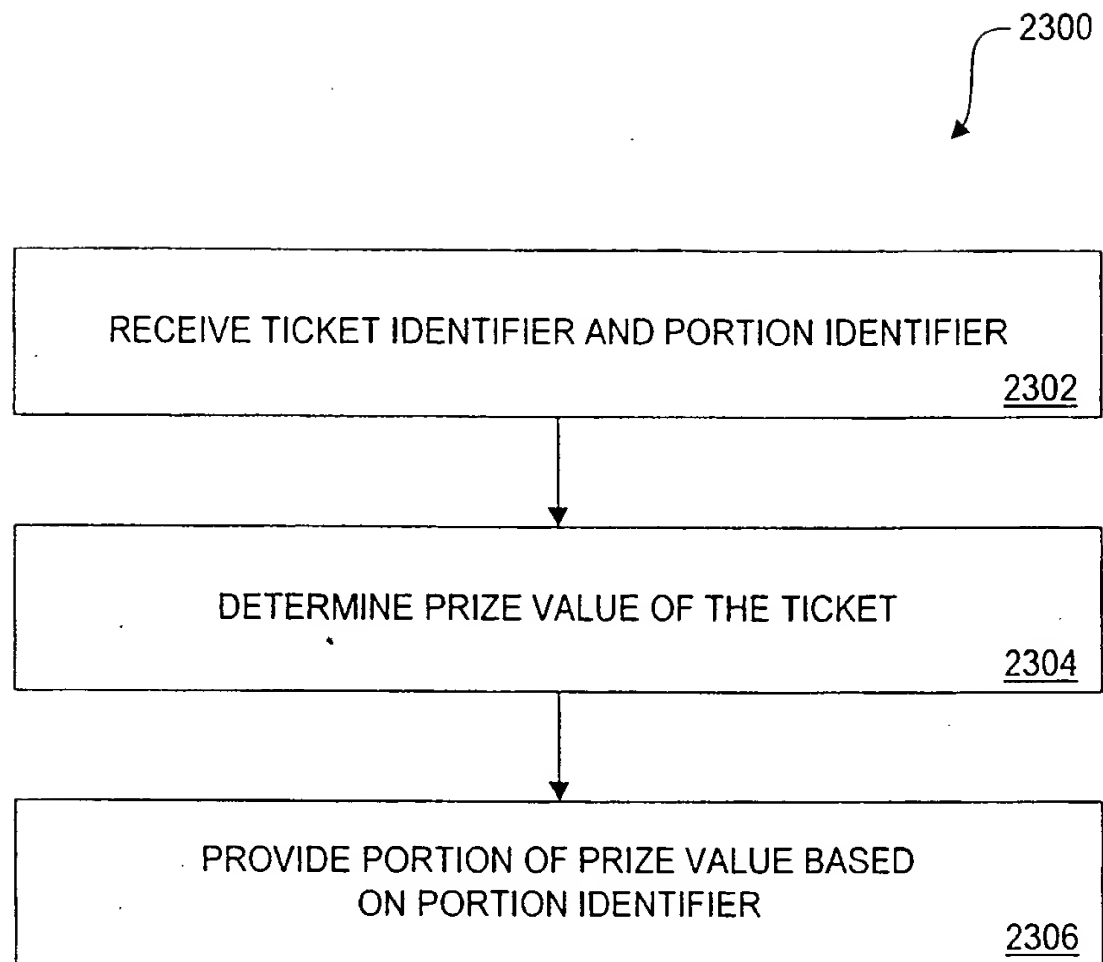 2300
RECEIVE TICKET IDENTIFIER AND PORTION IDENTIFIER
2302
DETERMINE PRIZE VALUE OF THE TICKET
2304
PROVIDE PORTION OF PRIZE VALUE BASED
ON PORTION IDENTIFIER
2306